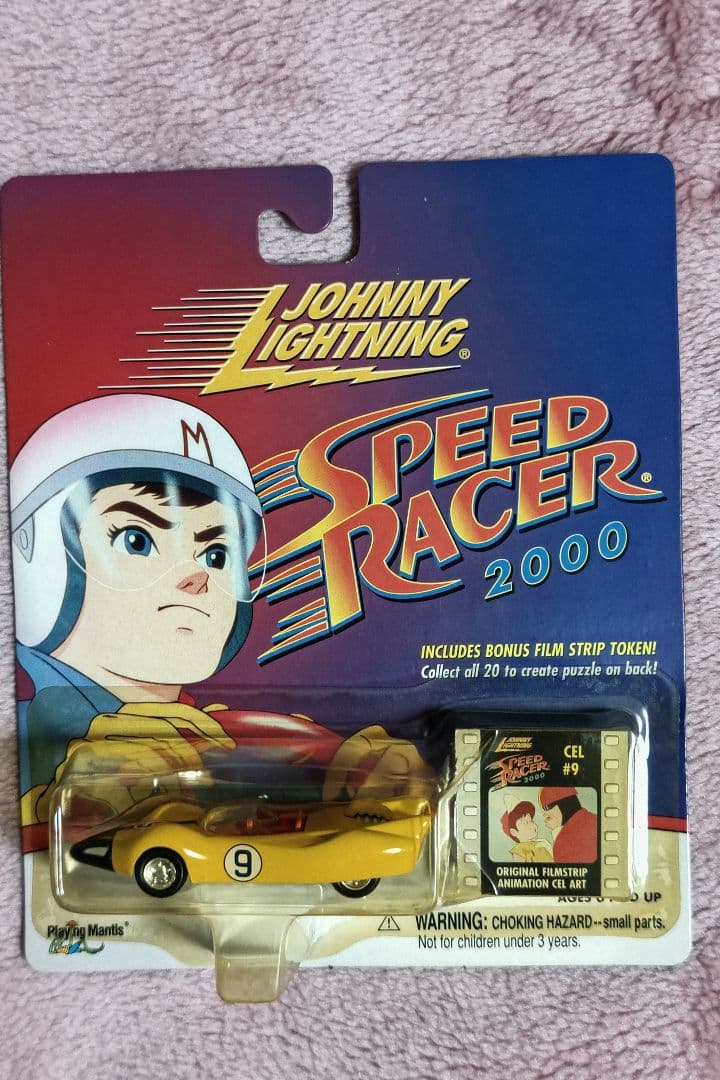 JOHNNY
LIGHTNING®
M
SPEED
RACER®
2000
INCLUDES BONUS FILM STRIP TOKEN!
Collect all 20 to create puzzle on back!
JOHNNY
LIGHTNING
SPEED
RACER
2000
CEL
#9
ORIGINAL FILMSTRIP
ANIMATION CEL ART
9
AGES UP
Playing Mantis®
WARNING: CHOKING HAZARD--small parts.
Not for children under 3 years.